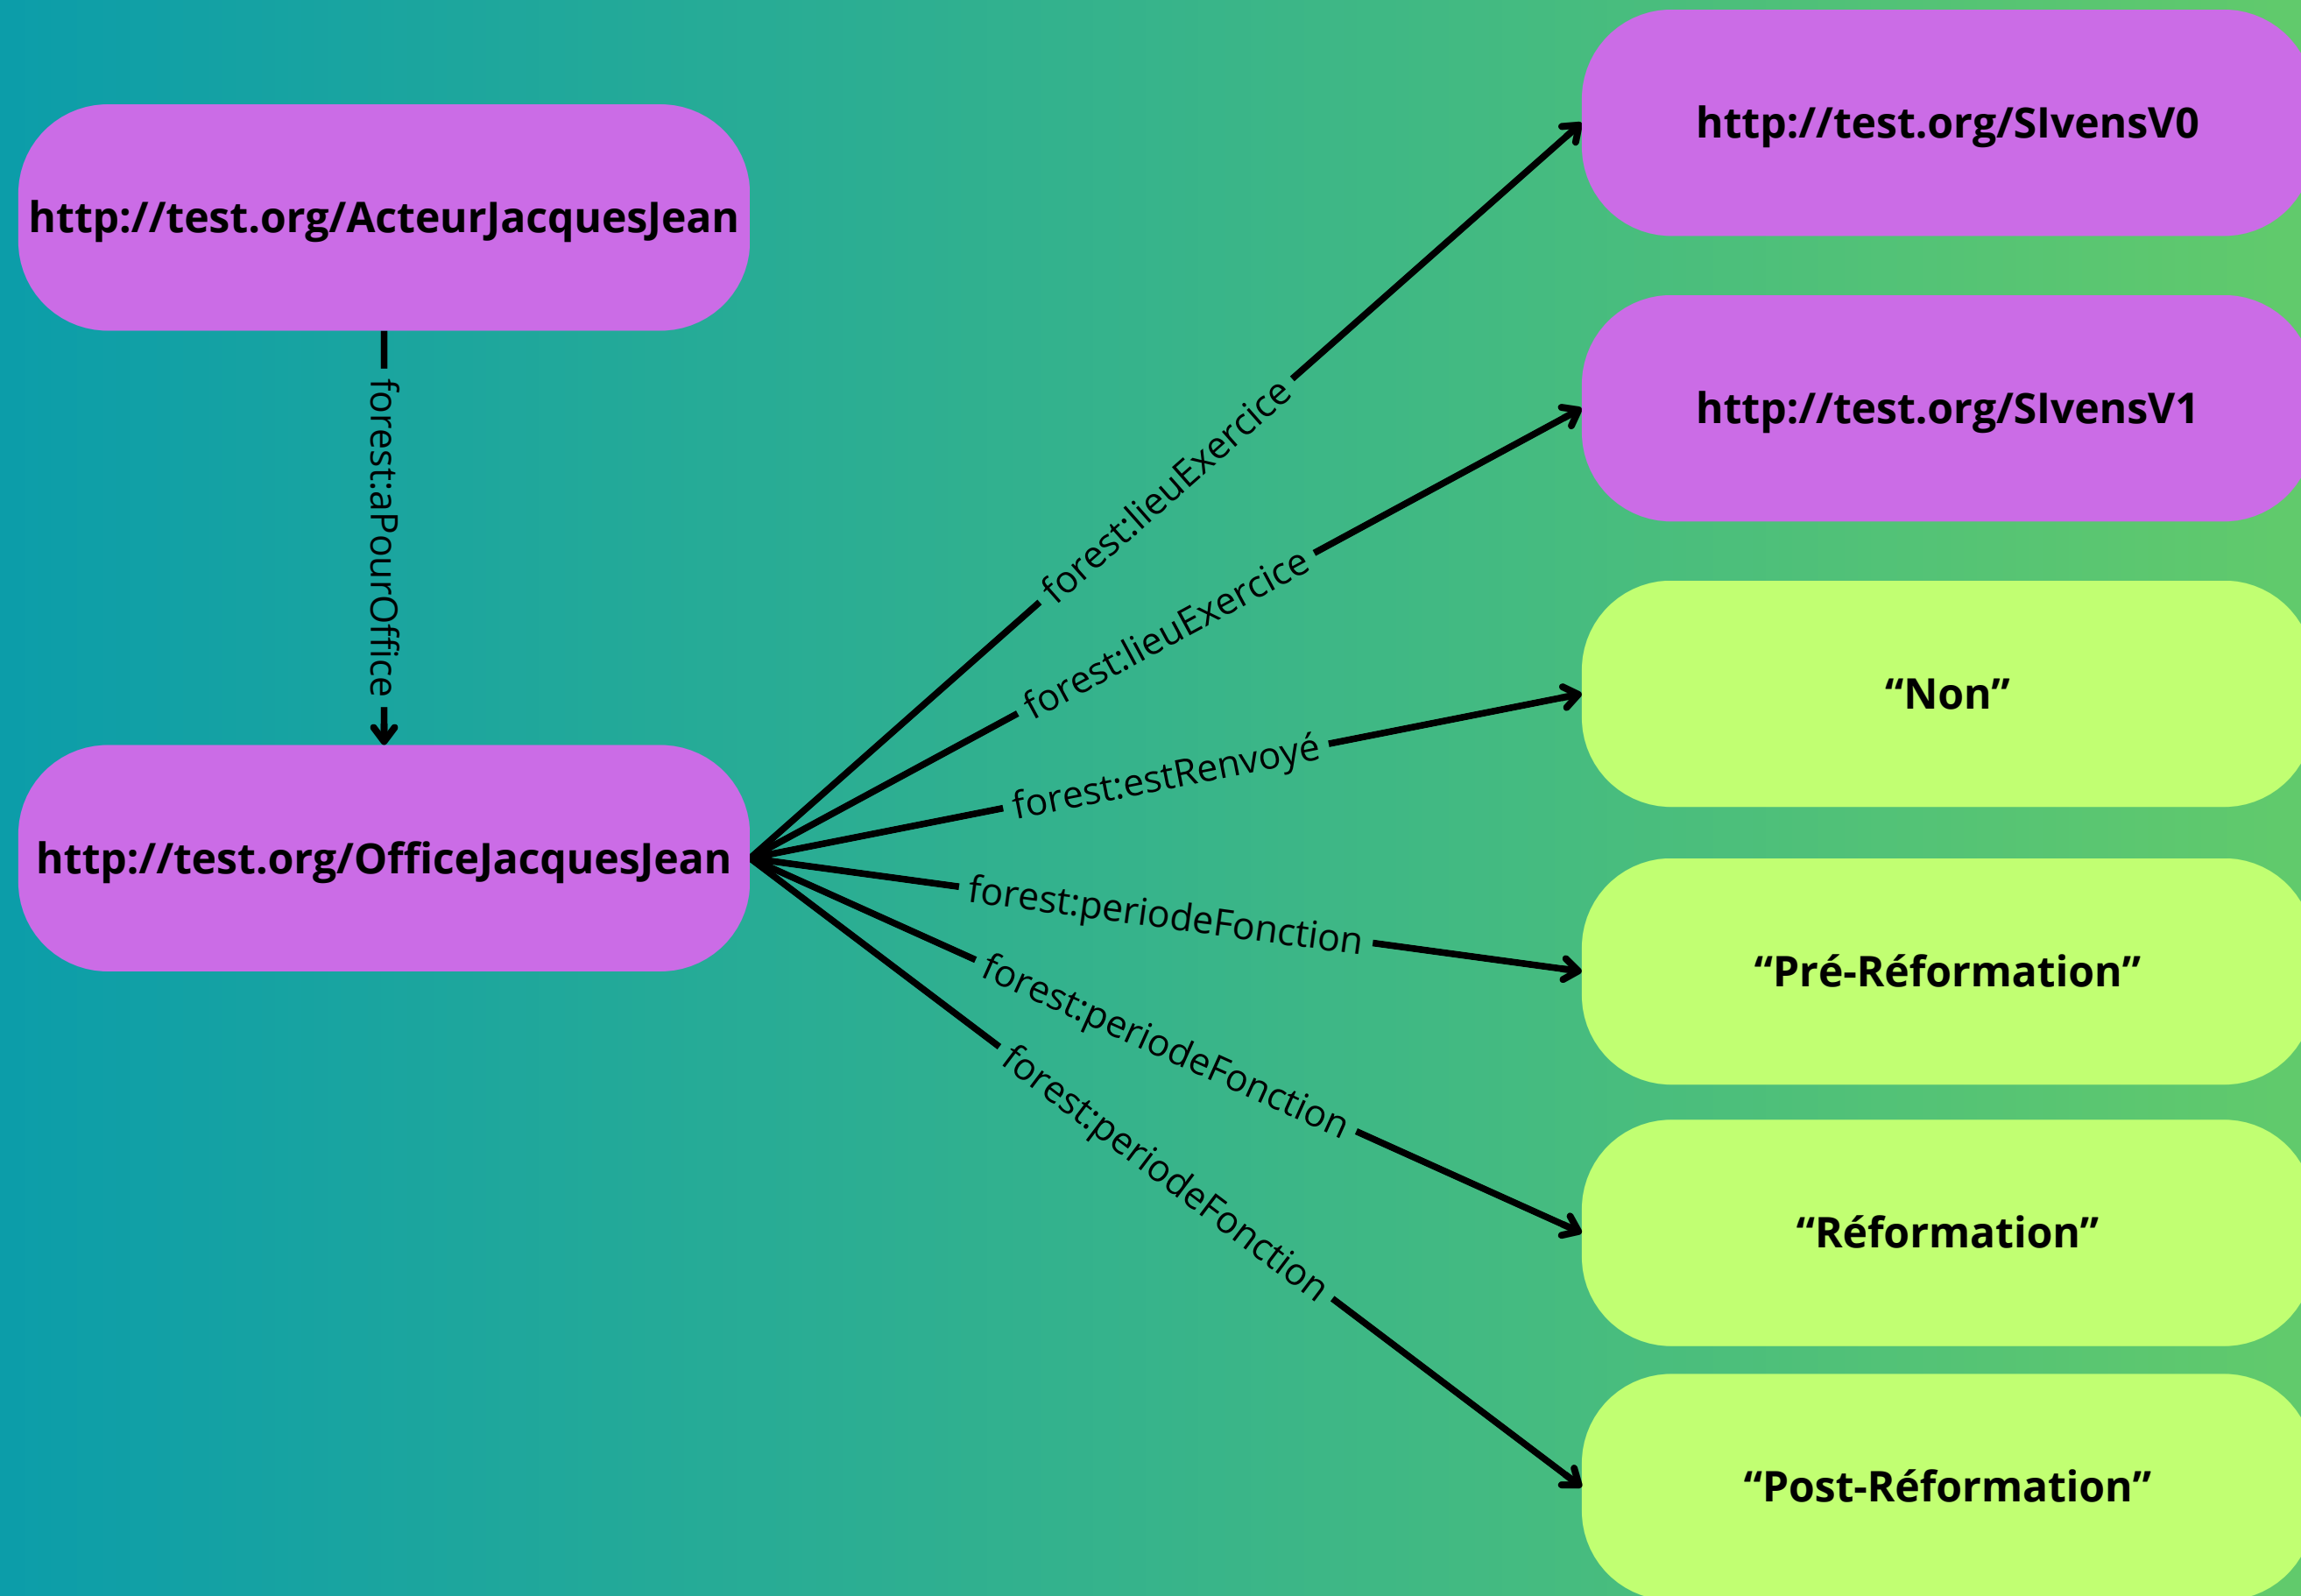 http://test.org/ActeurJacquesJean
forest:aPourOffice
http://test.org/OfficeJacquesJean
forest:lieuExercice
http://test.org/SIvensV0
forest:lieuExercice
http://test.org/SIvensV1
forest:estRenvoyé
“Non”
forest:periodeFonction
“Pré-Réformation”
forest:periodeFonction
“Réformation”
forest:periodeFonction
“Post-Réformation”